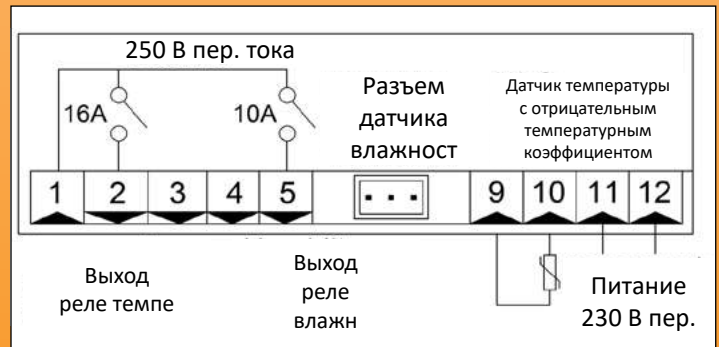 250 В пер. тока
16A
10A
Разъем
датчика
влажност
Датчик температуры
с отрицательным
температурным
коэффициентом
1 2 3 4 5 9 10 11 12
Выход
реле темпе
Выход
реле
влажн
Питание
230 В пер.